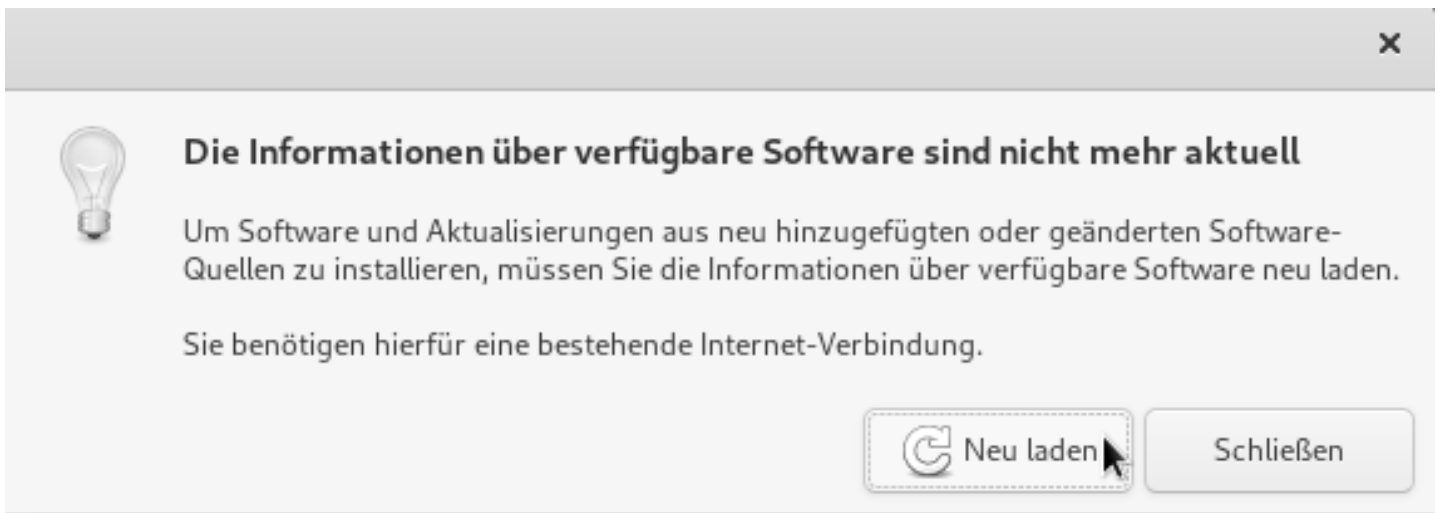 Die Informationen über verfügbare Software sind nicht mehr aktuell
Um Software und Aktualisierungen aus neu hinzugefügten oder geänderten Software-
Quellen zu installieren, müssen Sie die Informationen über verfügbare Software neu laden.
Sie benötigen hierfür eine bestehende Internet-Verbindung.
Neu laden
Schließen